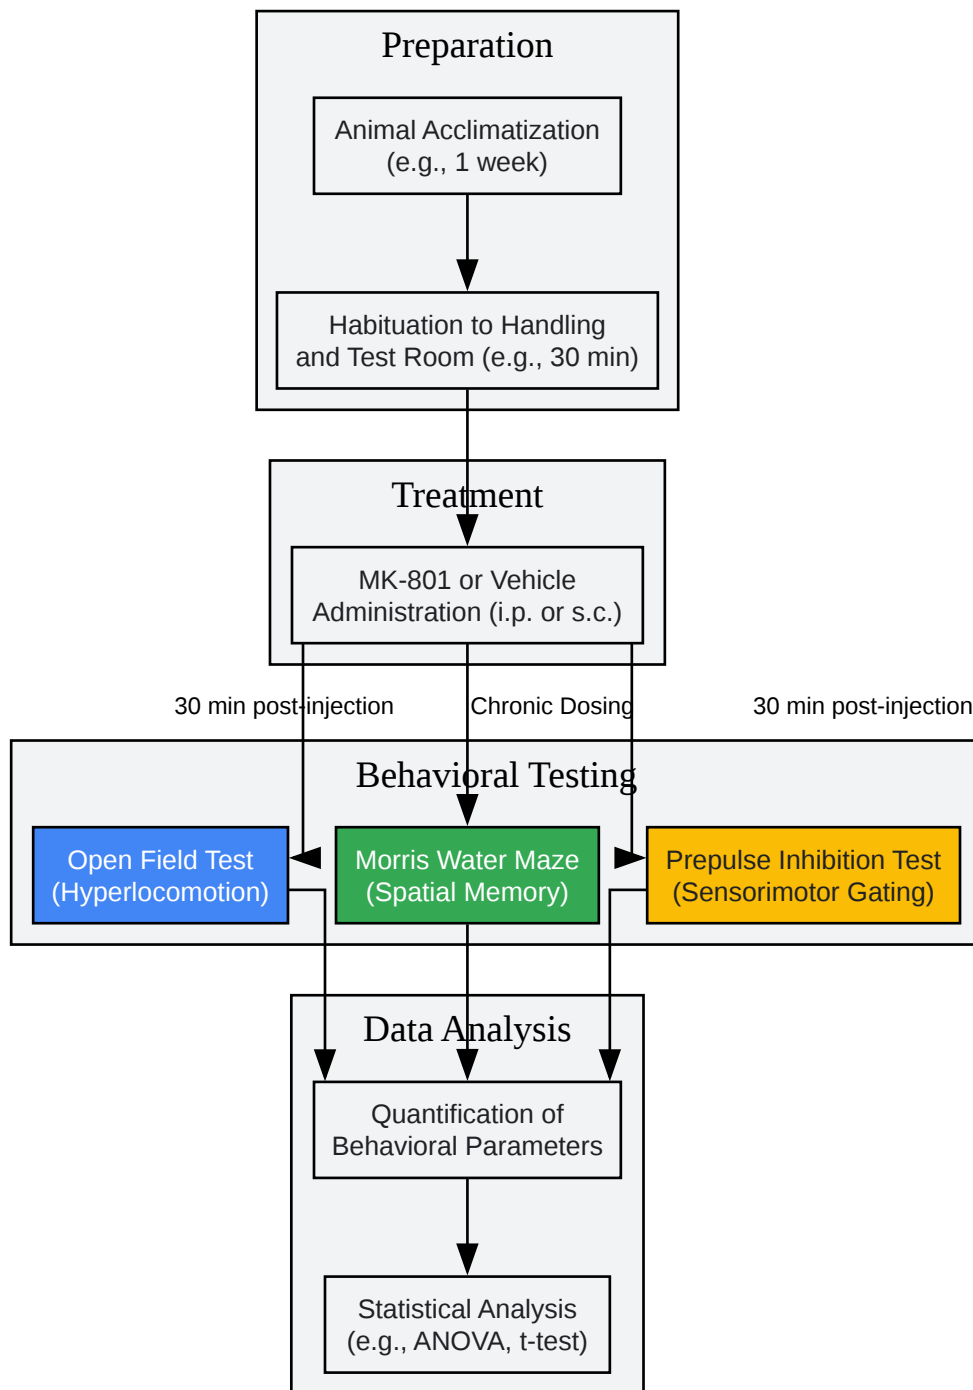 Preparation
Animal Acclimatization
(e.g., 1 week)
Habituation to Handling
and Test Room (e.g., 30 min)
Treatment
MK-801 or Vehicle
Administration (i.p. or s.c.)
30 min post-injection
Chronic Dosing
30 min post-injection
Behavioral Testing
Open Field Test
(Hyperlocomotion)
Morris Water Maze
(Spatial Memory)
Prepulse Inhibition Test
(Sensorimotor Gating)
Data Analysis
Quantification of
Behavioral Parameters
Statistical Analysis
(e.g., ANOVA, t-test)